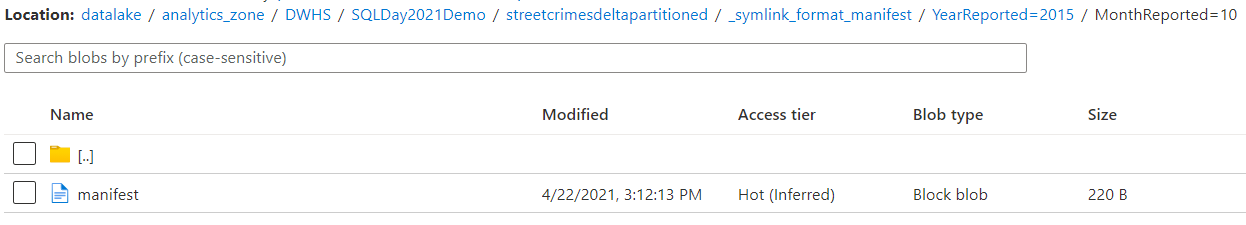 Location: datalake / analytics_zone / DWHS / SQLDay2021Demo / streetcrimesdeltapartitioned / _symlink_format_manifest / YearReported=2015 / MonthReported=10
Search blobs by prefix (case-sensitive)
Name Modified Access tier Blob type Size
[..]
manifest 4/22/2021, 3:12:13 PM Hot (Inferred) Block blob 220 B